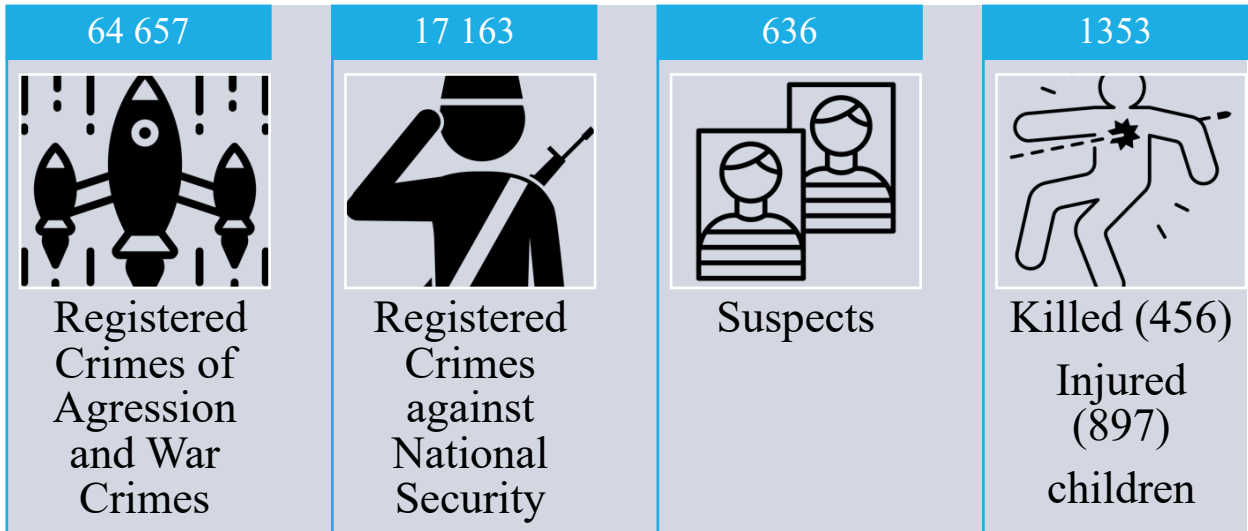 64 657
Registered
Crimes of
Agression
and War
Crimes
17 163
Registered
Crimes
against
National
Security
636
Suspects
1353
Killed (456)
Injured
(897)
children